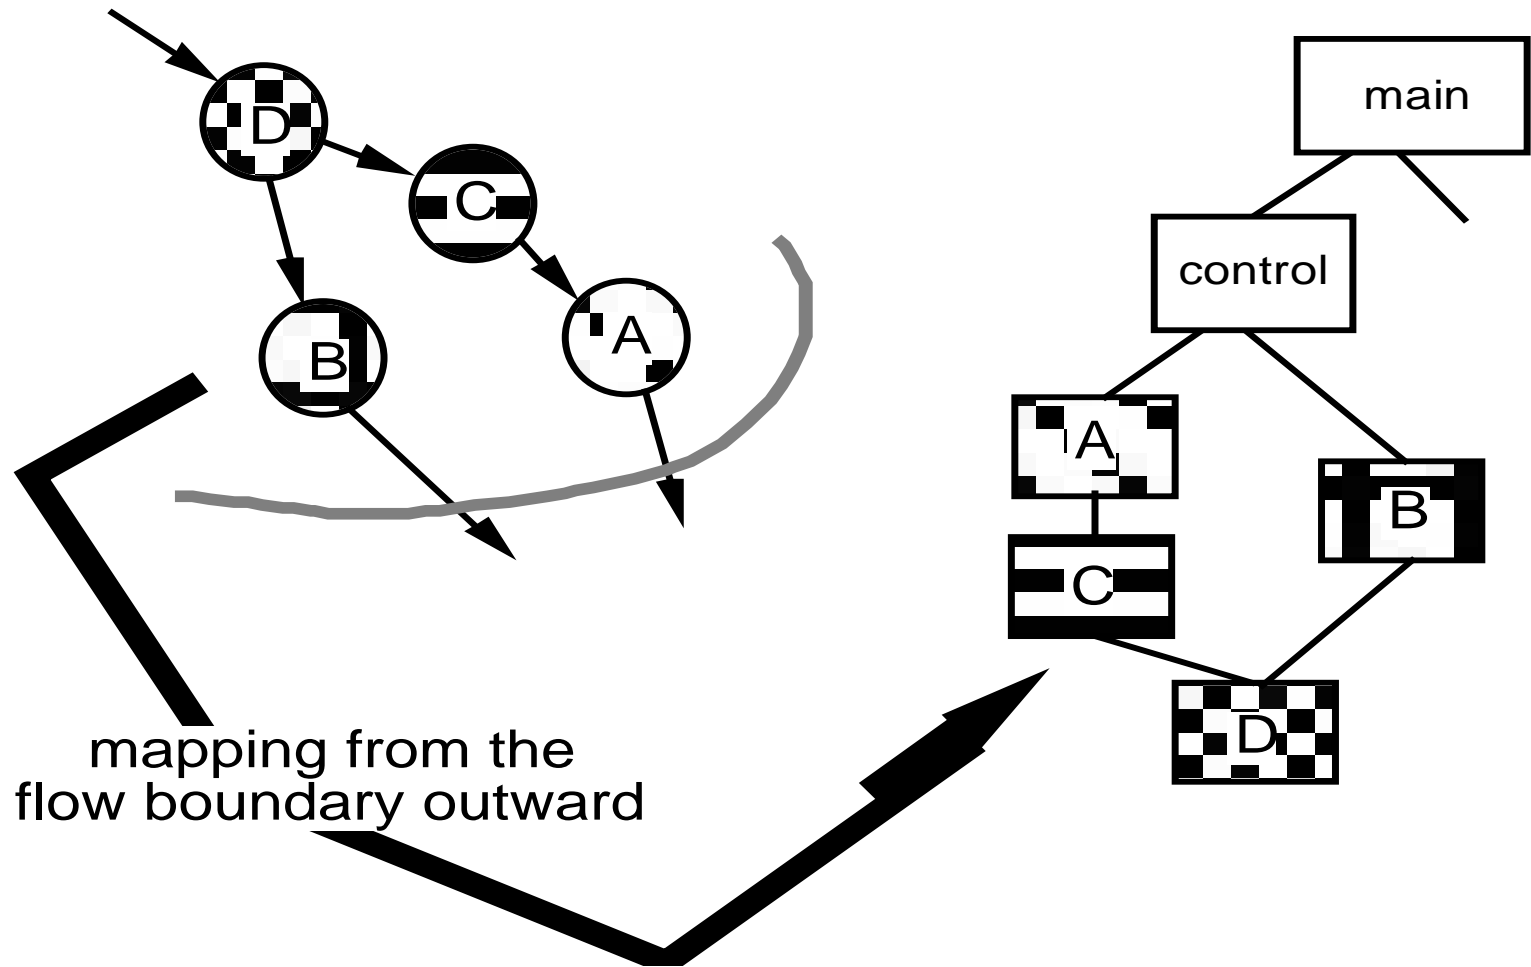 D
C
B
A
mapping from the
flow boundary outward
main
control
A
B
C
D